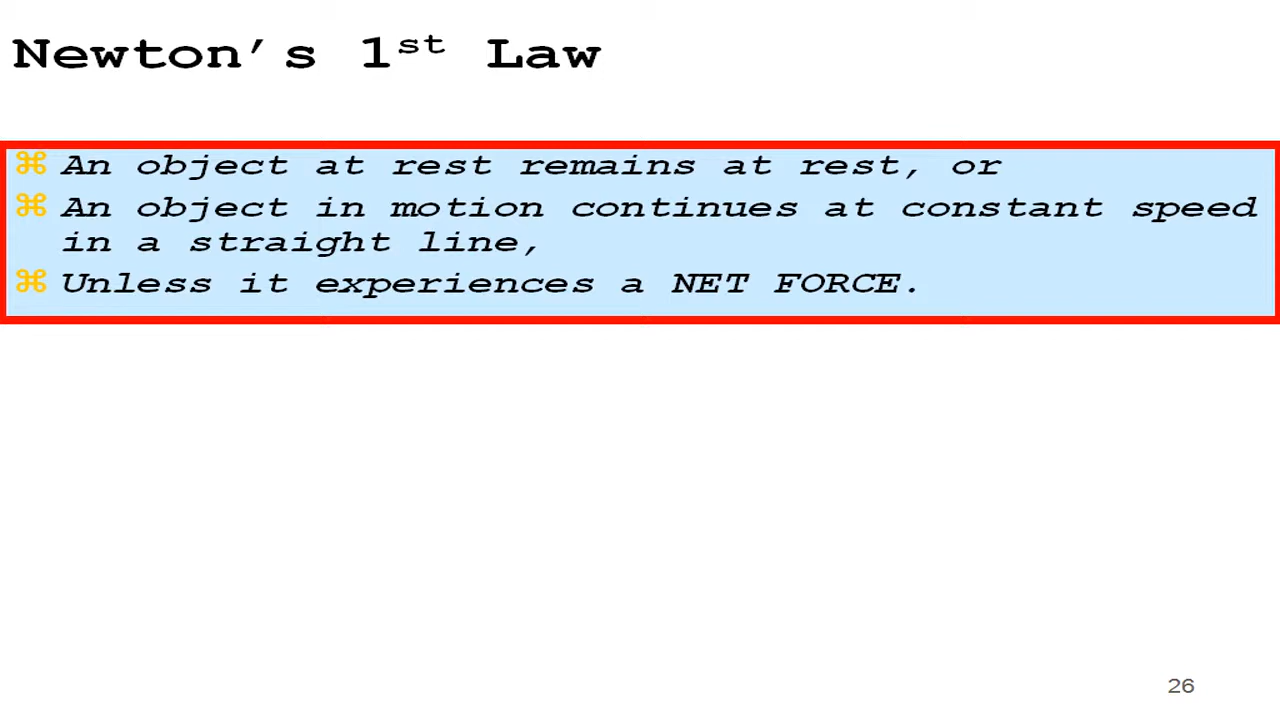 Newton’s 1st Law
⌘ An object at rest remains at rest, or
⌘ An object in motion continues at constant speed
in a straight line,
⌘ Unless it experiences a NET FORCE.
26